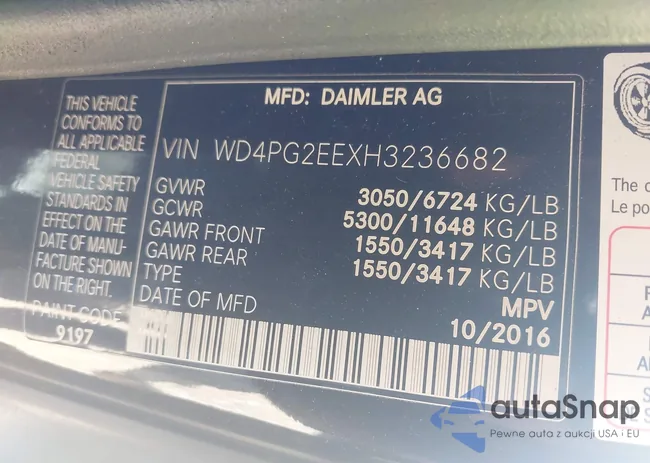 MFD: DAIMLER AG
THIS VEHICLE
CONFORMS TO
ALL APPLICABLE
FEDERAL
VEHICLE SAFETY
STANDARDS IN
EFFECT ON THE
DATE OF MANU-
FACTURE SHOWN
ON THE RIGHT.
PAINT CODE
9197
VIN WD4PG2EEXH3236682
GVWR 3050/6724 KG/LB
GCWR 5300/11648 KG/LB
GAWR FRONT 1550/3417 KG/LB
GAWR REAR 1550/3417 KG/LB
TYPE MPV
DATE OF MFD 10/2016
The c
Le po
autaSnap
Pewne auta z aukcji USA i EU